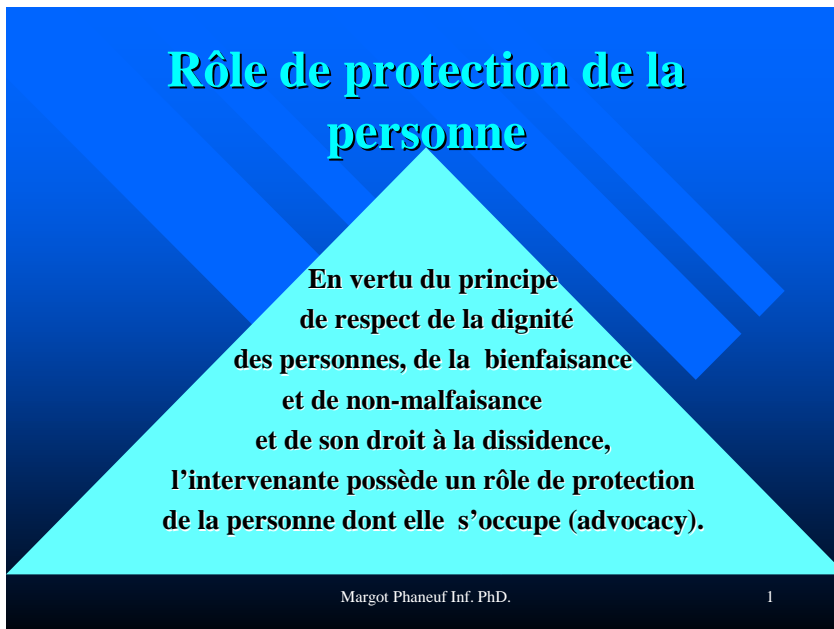 Rôle de protection de la
personne
En vertu du principe
de respect de la dignité
des personnes, de la bienfaisance
et de non-malfaisance
et de son droit à la dissidence,
l’intervenante possède un rôle de protection
de la personne dont elle s’occupe (advocacy).
Margot Phaneuf Inf. PhD. 1